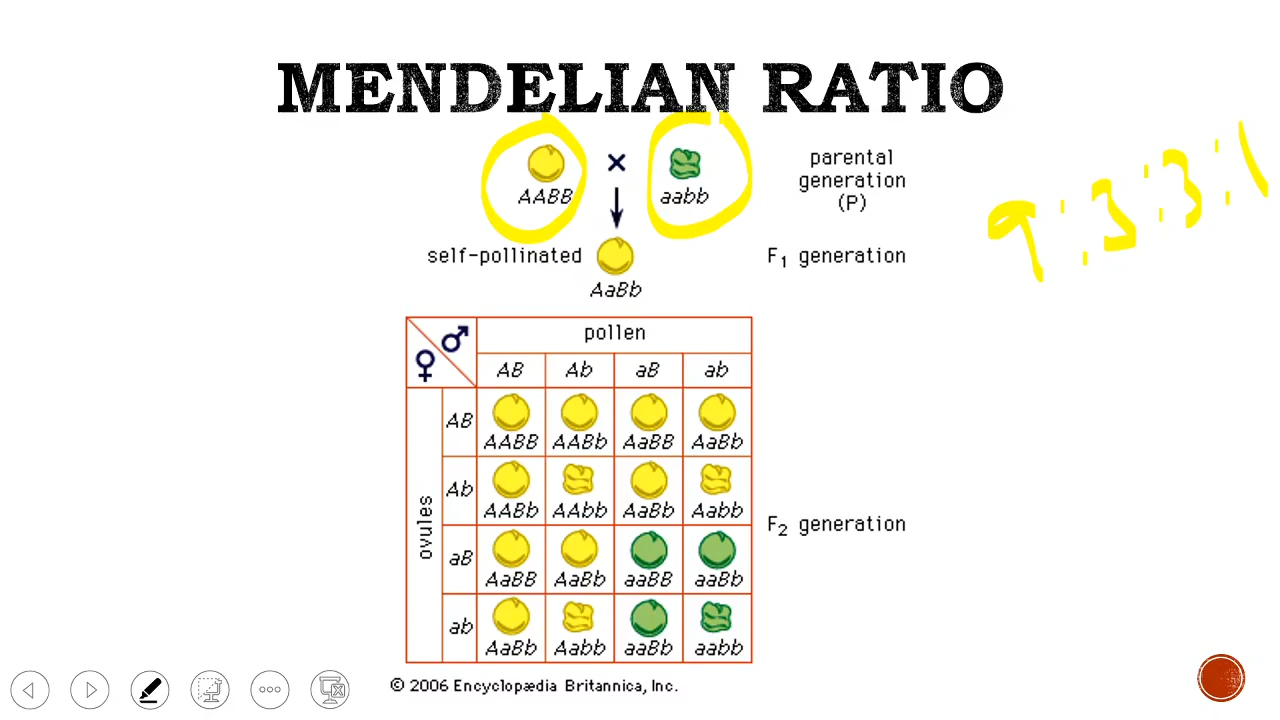 MENDELIAN RATIO
AABB × aabb
parental generation (P)
9:3:3:1
self-pollinated
AaBb
F₁ generation
♀ ♂ pollen
AB Ab aB ab
ovules
AB AABB AABb AaBB AaBb
Ab AABb AAbb AaBb Aabb
F₂ generation
aB AaBB AaBb aaBB aaBb
ab AaBb Aabb aaBb aabb
© 2006 Encyclopædia Britannica, Inc.